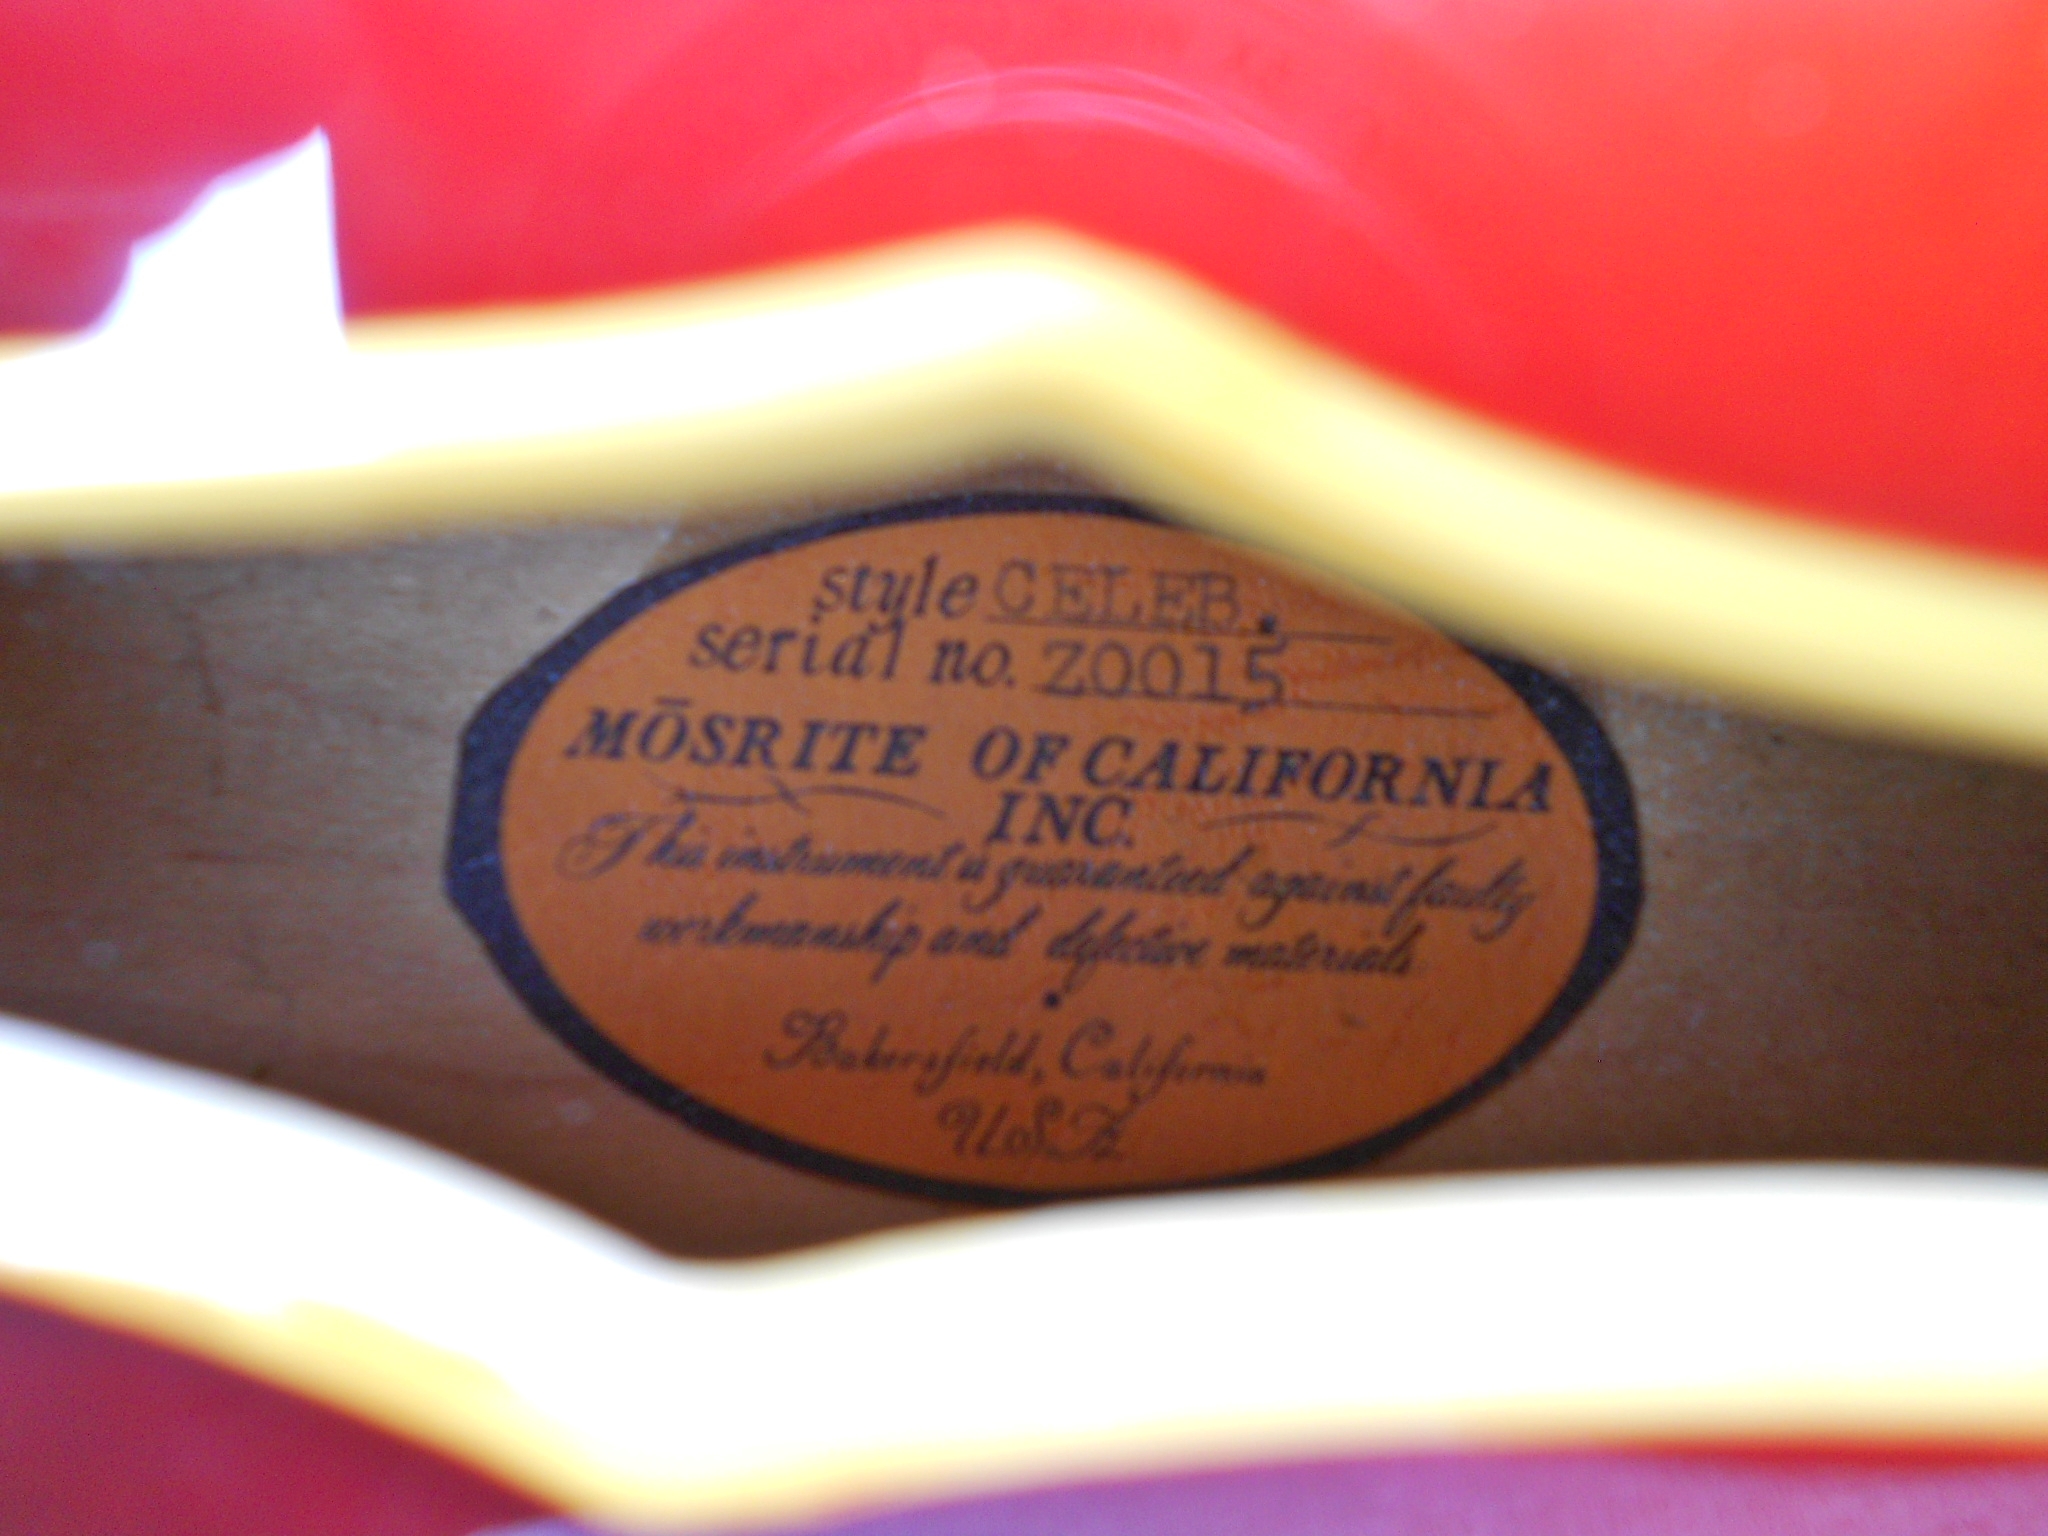 style CELEB.
serial no. Z0015
MŌSRITE OF CALIFORNIA
INC.
This instrument is guaranteed against faulty
workmanship and defective materials.
Bakersfield, California
U.S.A.